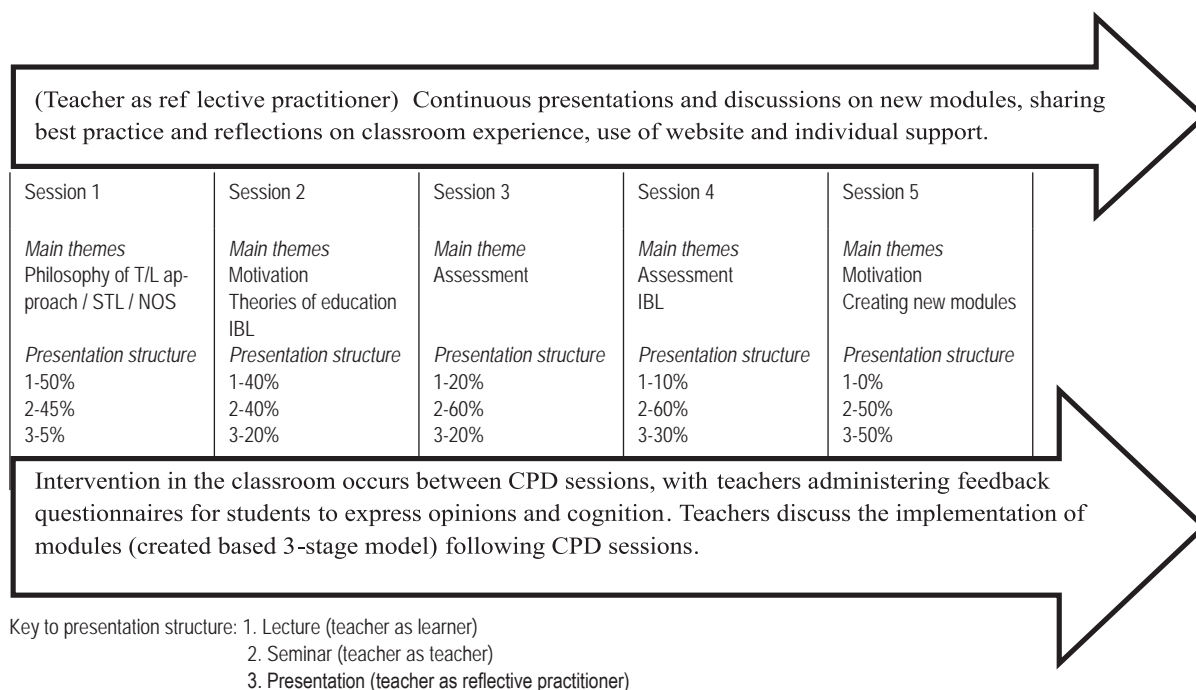 (Teacher as ref lective practitioner) Continuous presentations and discussions on new modules, sharing
best practice and reflections on classroom experience, use of website and individual support.
Session 1
Main themes
Philosophy of T/L ap-
proach / STL / NOS
Presentation structure
1-50%
2-45%
3-5%
Session 2
Main themes
Motivation
Theories of education
IBL
Presentation structure
1-40%
2-40%
3-20%
Session 3
Main theme
Assessment
Presentation structure
1-20%
2-60%
3-20%
Session 4
Main themes
Assessment
IBL
Presentation structure
1-10%
2-60%
3-30%
Session 5
Main themes
Motivation
Creating new modules
Presentation structure
1-0%
2-50%
3-50%
Intervention in the classroom occurs between CPD sessions, with teachers administering feedback
questionnaires for students to express opinions and cognition. Teachers discuss the implementation of
modules (created based 3-stage model) following CPD sessions.
Key to presentation structure: 1. Lecture (teacher as learner)
2. Seminar (teacher as teacher)
3. Presentation (teacher as reflective practitioner)